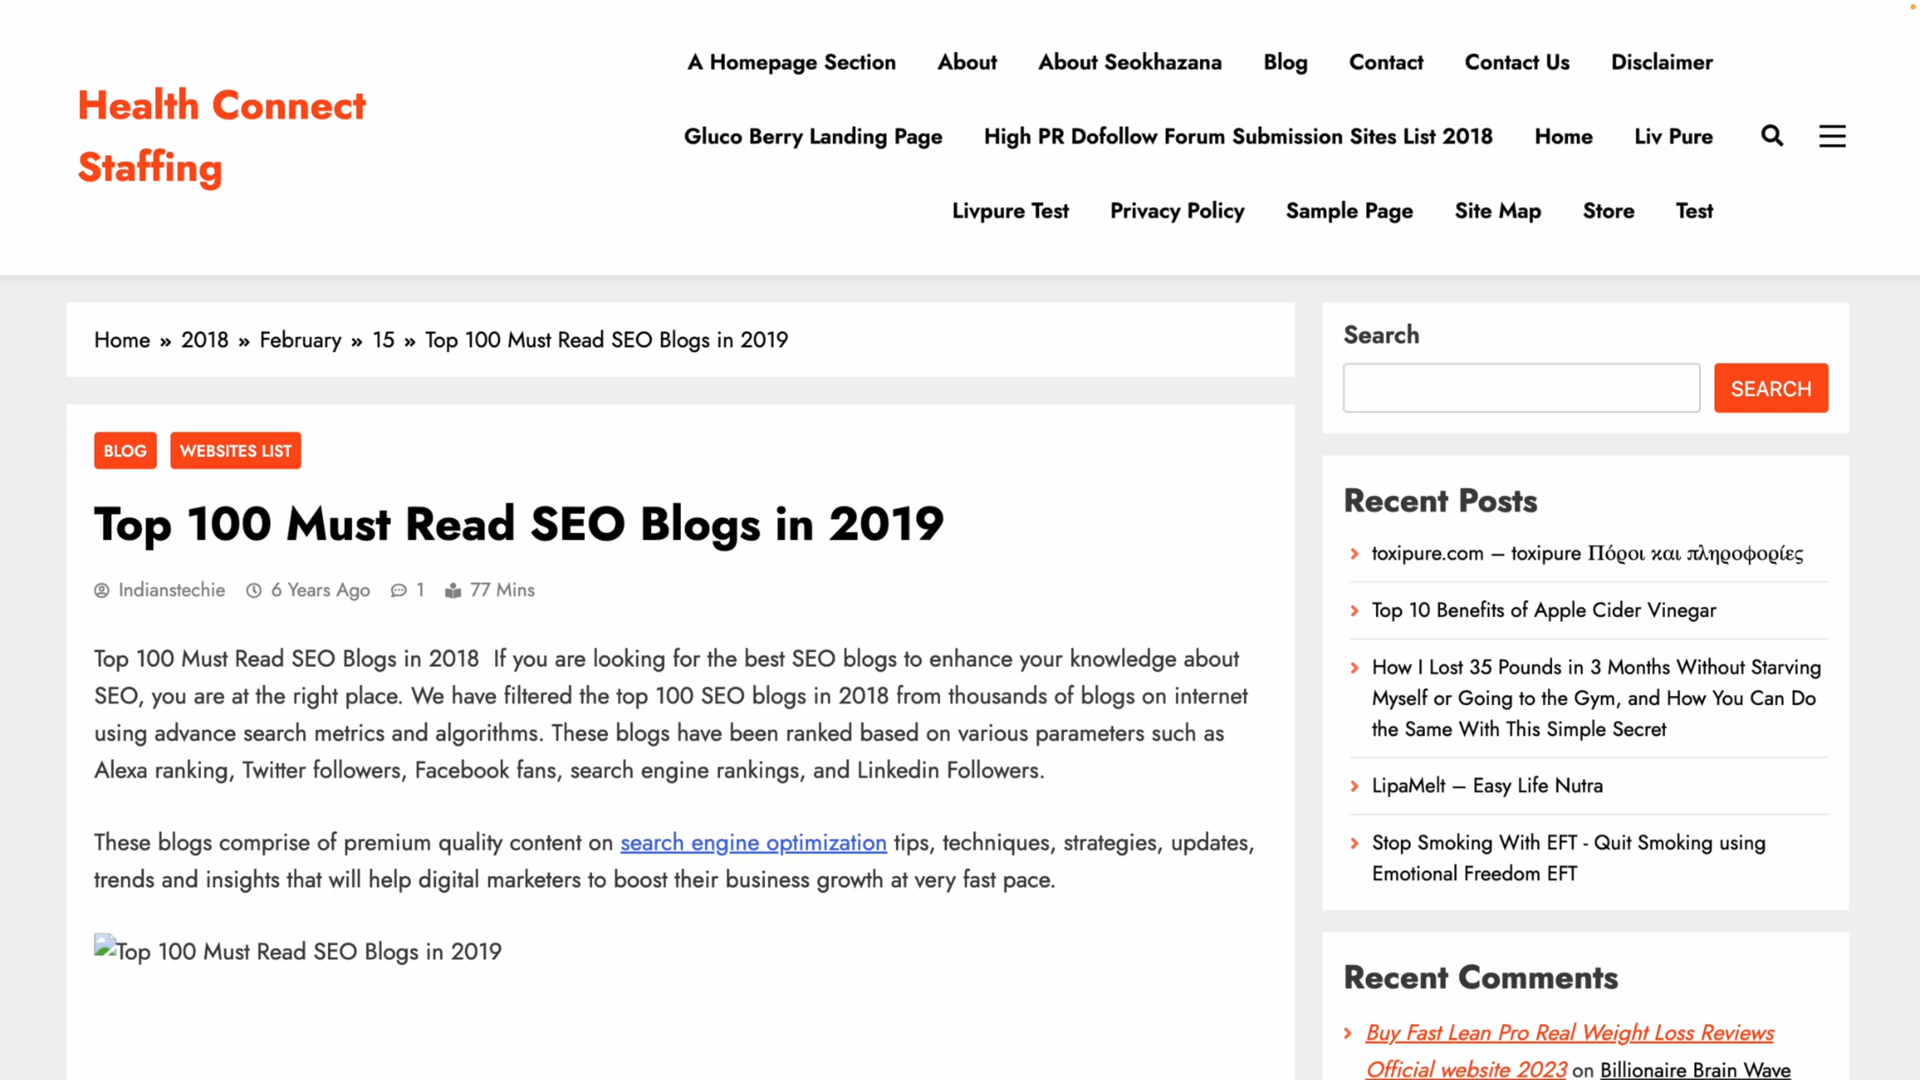 Health Connect
Staffing
A Homepage Section About About Seokhazana Blog Contact Contact Us Disclaimer
Gluco Berry Landing Page High PR Dofollow Forum Submission Sites List 2018 Home Liv Pure
Livpure Test Privacy Policy Sample Page Site Map Store Test
Home » 2018 » February » 15 » Top 100 Must Read SEO Blogs in 2019
BLOG WEBSITES LIST
Top 100 Must Read SEO Blogs in 2019
Indianstechie 6 Years Ago 1 77 Mins
Top 100 Must Read SEO Blogs in 2018 If you are looking for the best SEO blogs to enhance your knowledge about
SEO, you are at the right place. We have filtered the top 100 SEO blogs in 2018 from thousands of blogs on internet
using advance search metrics and algorithms. These blogs have been ranked based on various parameters such as
Alexa ranking, Twitter followers, Facebook fans, search engine rankings, and Linkedin Followers.
These blogs comprise of premium quality content on search engine optimization tips, techniques, strategies, updates,
trends and insights that will help digital marketers to boost their business growth at very fast pace.
Top 100 Must Read SEO Blogs in 2019
Search
SEARCH
Recent Posts
toxipure.com – toxipure Πόροι και πληροφορίες
Top 10 Benefits of Apple Cider Vinegar
How I Lost 35 Pounds in 3 Months Without Starving
Myself or Going to the Gym, and How You Can Do
the Same With This Simple Secret
LipaMelt – Easy Life Nutra
Stop Smoking With EFT - Quit Smoking using
Emotional Freedom EFT
Recent Comments
Buy Fast Lean Pro Real Weight Loss Reviews
Official website 2023 on Billionaire Brain Wave